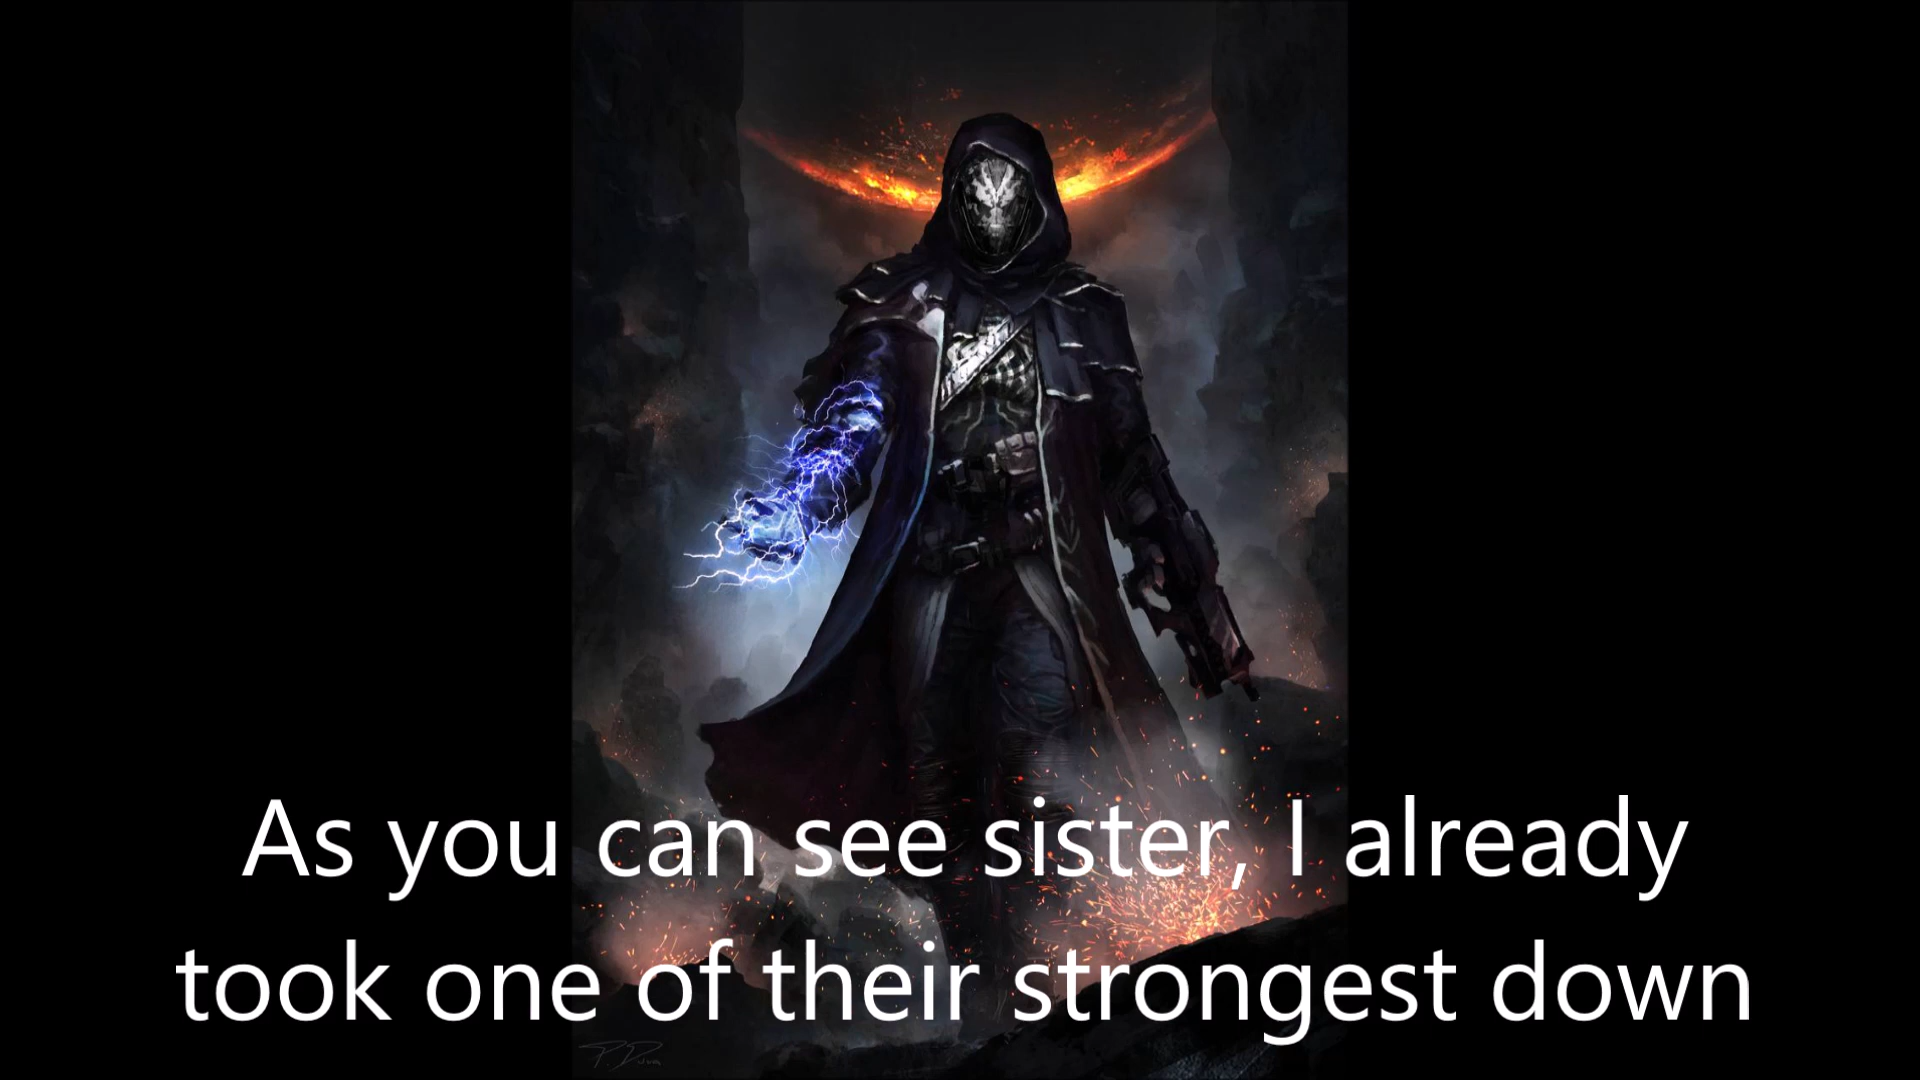 As you can see sister, I already
took one of their strongest down